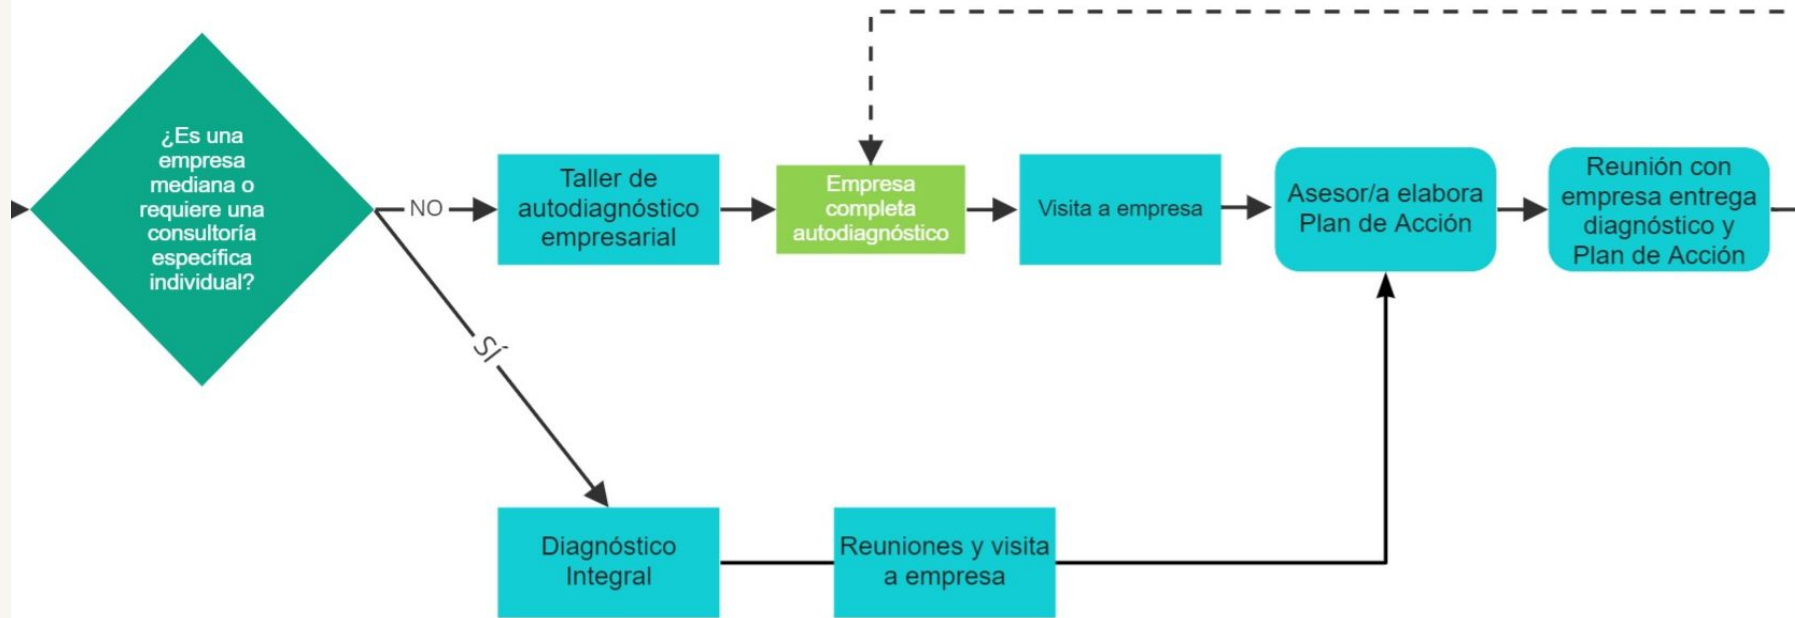 ¿Es una
empresa
mediana o
requiere una
consultoría
específica
individual?
NO
Taller de
autodiagnóstico
empresarial
Empresa
completa
autodiagnóstico
Visita a empresa
Asesor/a elabora
Plan de Acción
Reunión con
empresa entrega
diagnóstico y
Plan de Acción
SÍ
Diagnóstico
Integral
Reuniones y visita
a empresa